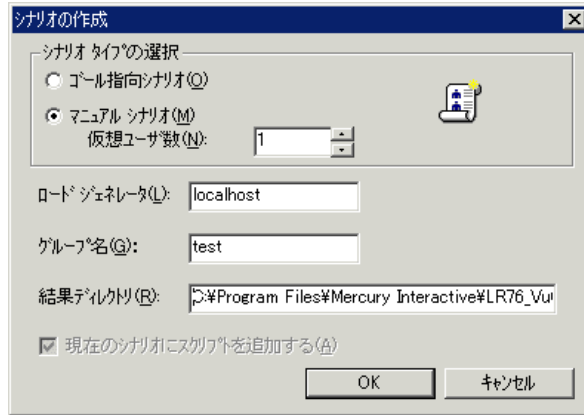 シナリオの作成
シナリオ タイプの選択
ゴール指向シナリオ(O)
マニュアル シナリオ(M)
仮想ユーザ数(N):
1
ロード ジェネレータ(L):
localhost
グループ名(G):
test
結果ディレクトリ(R):
C:¥Program Files¥Mercury Interactive¥LR76_Vu
現在のシナリオにスクリプトを追加する(A)
OK
キャンセル